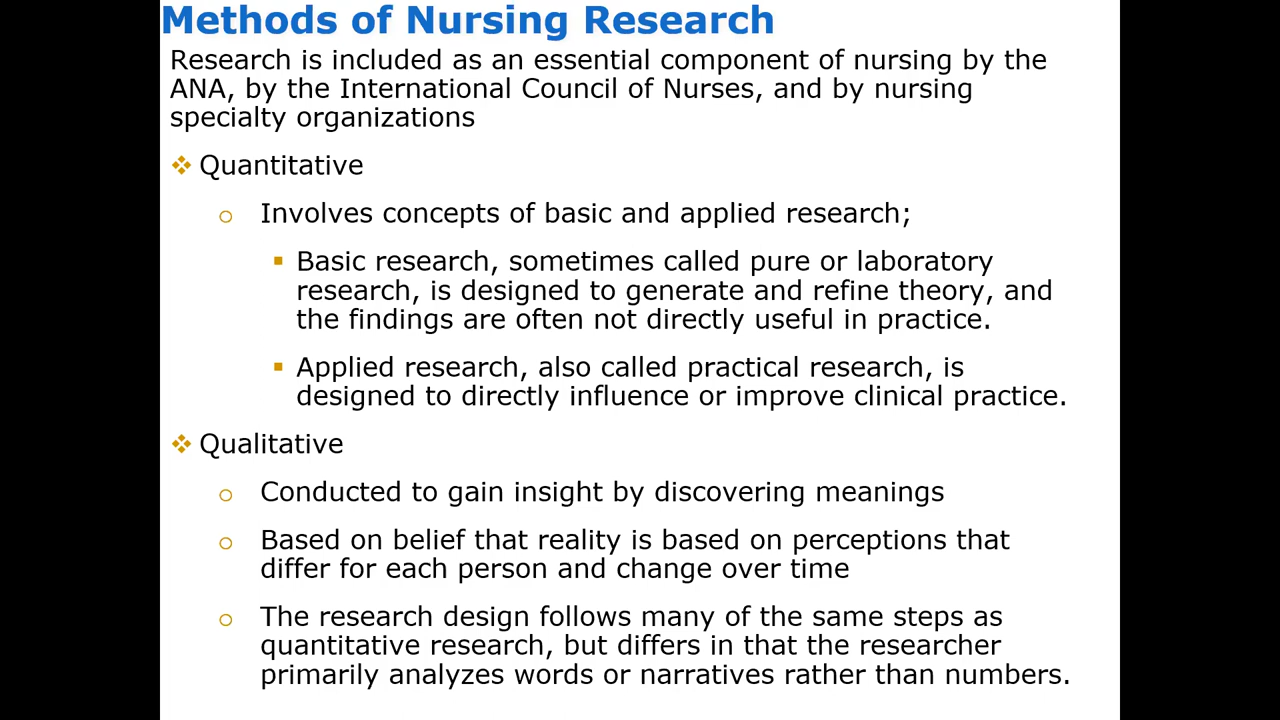 Methods of Nursing Research
Research is included as an essential component of nursing by the
ANA, by the International Council of Nurses, and by nursing
specialty organizations
❖ Quantitative
o Involves concepts of basic and applied research;
▪ Basic research, sometimes called pure or laboratory
research, is designed to generate and refine theory, and
the findings are often not directly useful in practice.
▪ Applied research, also called practical research, is
designed to directly influence or improve clinical practice.
❖ Qualitative
o Conducted to gain insight by discovering meanings
o Based on belief that reality is based on perceptions that
differ for each person and change over time
o The research design follows many of the same steps as
quantitative research, but differs in that the researcher
primarily analyzes words or narratives rather than numbers.